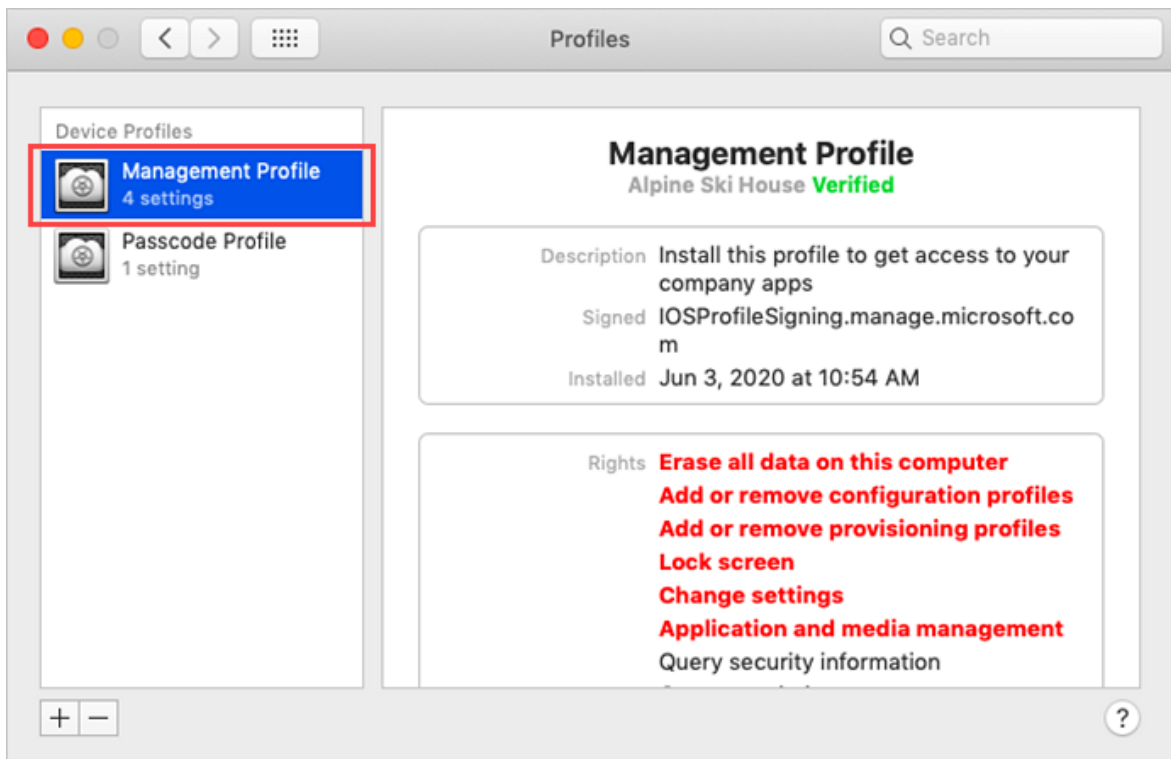 Profiles
Search
Device Profiles
Management Profile
4 settings
Passcode Profile
1 setting
Management Profile
Alpine Ski House Verified
Description Install this profile to get access to your
company apps
Signed IOSProfileSigning.manage.microsoft.co
m
Installed Jun 3, 2020 at 10:54 AM
Rights Erase all data on this computer
Add or remove configuration profiles
Add or remove provisioning profiles
Lock screen
Change settings
Application and media management
Query security information
+ −
?